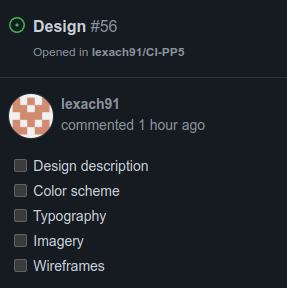 Design #56
Opened in lexach91/CI-PP5
lexach91
commented 1 hour ago
Design description
Color scheme
Typography
Imagery
Wireframes